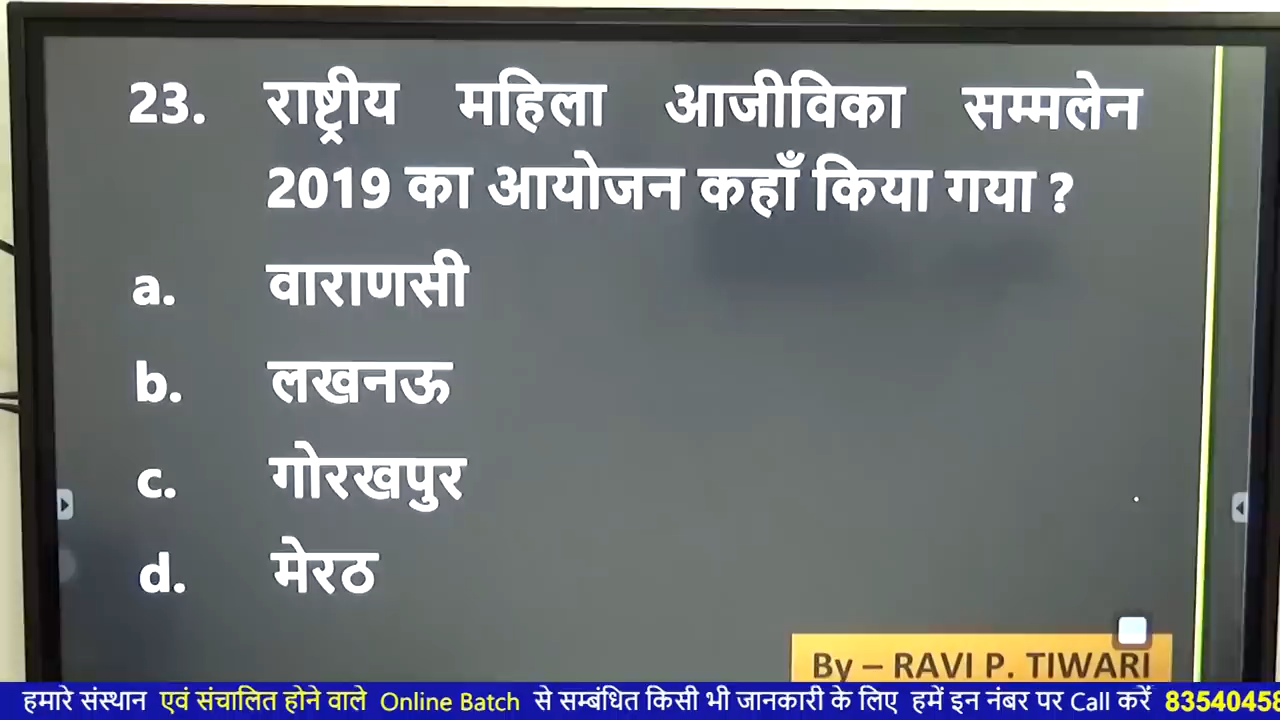 23. राष्ट्रीय महिला आजीविका सम्मलेन
2019 का आयोजन कहाँ किया गया ?
a. वाराणसी
b. लखनऊ
c. गोरखपुर
d. मेरठ
By – RAVI P. TIWARI
हमारे संस्थान एवं संचालित होने वाले Online Batch से सम्बंधित किसी भी जानकारी के लिए हमें इन नंबर पर Call करें 83540458